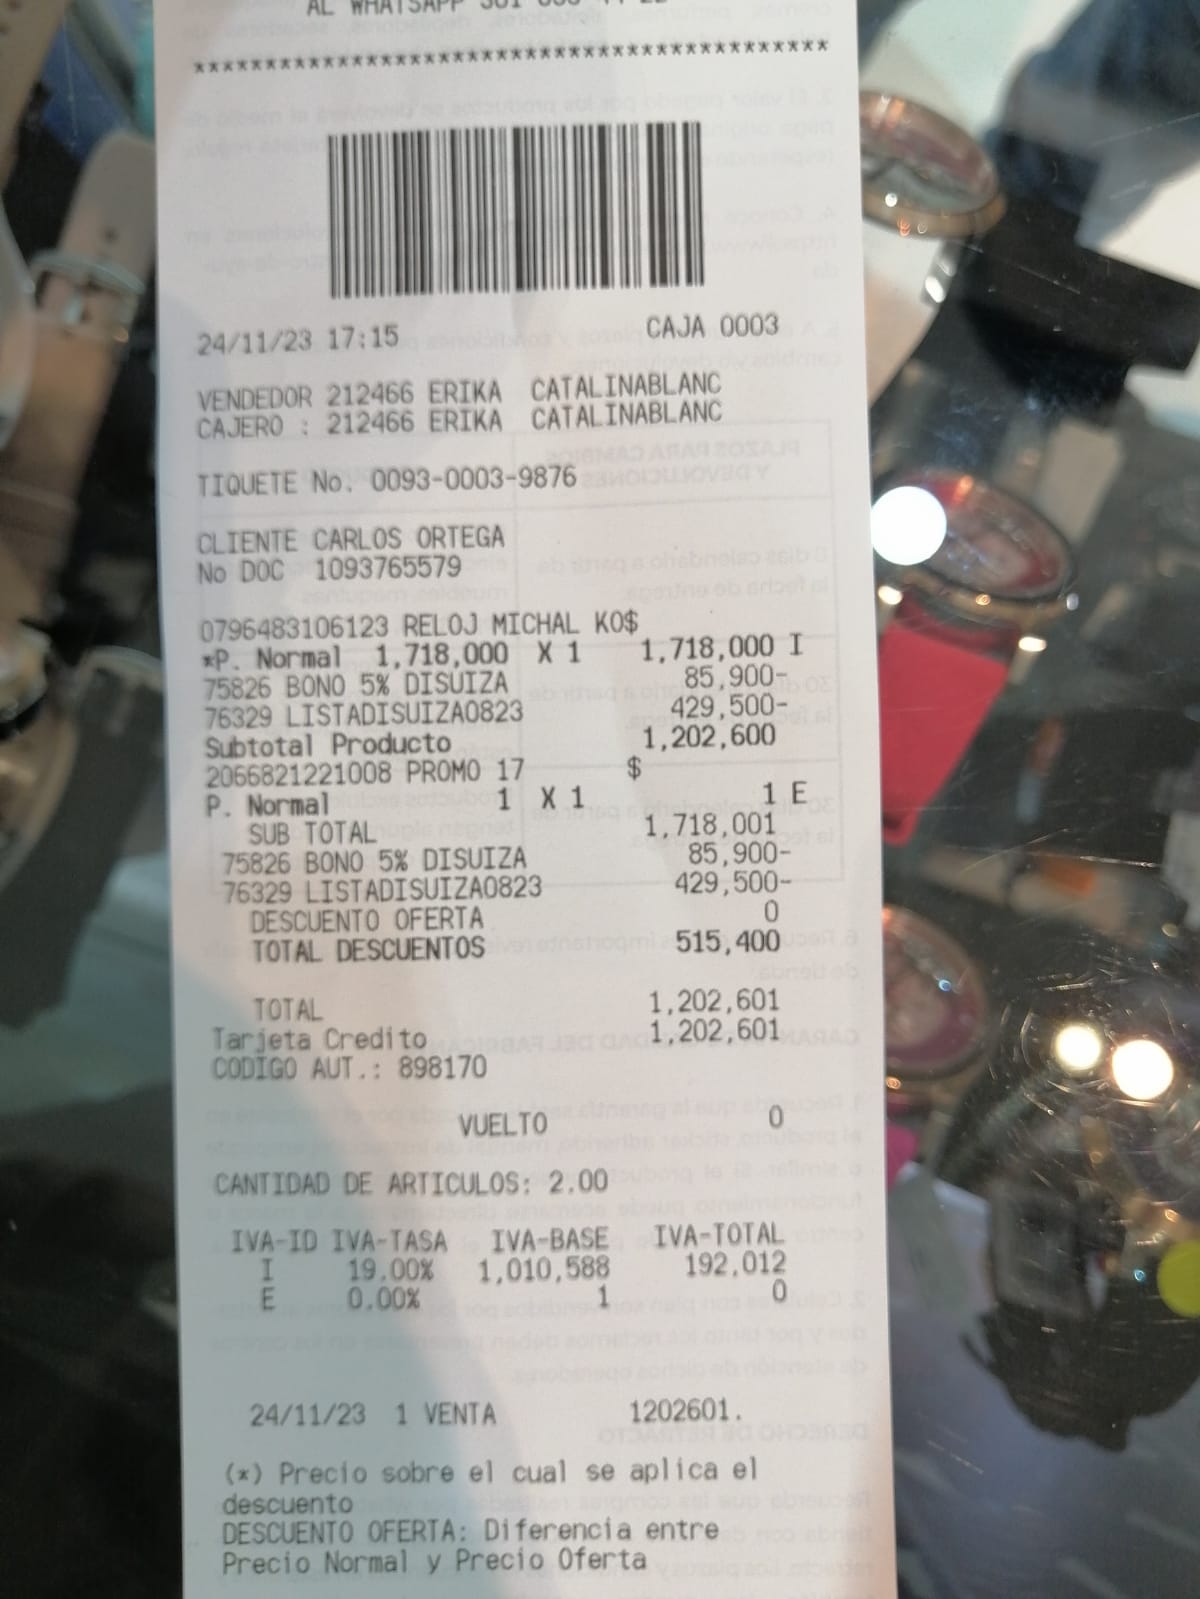 AL WHATSAPP
*********************************************
24/11/23 17:15 CAJA 0003
VENDEDOR 212466 ERIKA CATALINABLANC
CAJERO : 212466 ERIKA CATALINABLANC
TIQUETE No. 0093-0003-9876
CLIENTE CARLOS ORTEGA
No DOC 1093765579
0796483106123 RELOJ MICHAL KO$
*P. Normal 1,718,000 X 1 1,718,000 I
75826 BONO 5% DISUIZA 85,900-
76329 LISTADISUIZA0823 429,500-
Subtotal Producto 1,202,600
2066821221008 PROMO 17 $
P. Normal 1 X 1 1 E
SUB TOTAL 1,718,001
75826 BONO 5% DISUIZA 85,900-
76329 LISTADISUIZA0823 429,500-
DESCUENTO OFERTA 0
TOTAL DESCUENTOS 515,400
TOTAL 1,202,601
Tarjeta Credito 1,202,601
CODIGO AUT.: 898170
VUELTO 0
CANTIDAD DE ARTICULOS: 2.00
IVA-ID IVA-TASA IVA-BASE IVA-TOTAL
I 19.00% 1,010,588 192,012
E 0.00% 1 0
24/11/23 1 VENTA 1202601.
(*) Precio sobre el cual se aplica el
descuento
DESCUENTO OFERTA: Diferencia entre
Precio Normal y Precio Oferta